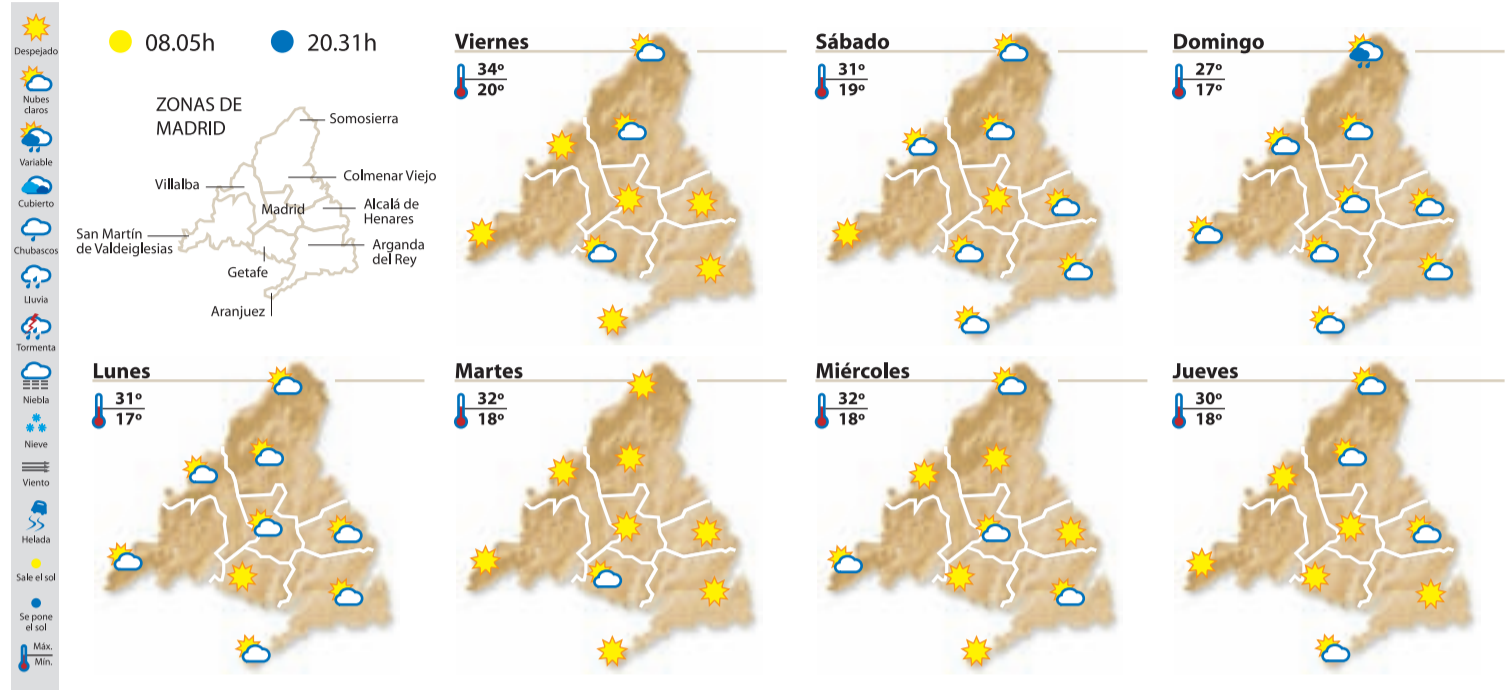 Despejado
Nubes
claros
Variable
Cubierto
Chubascos
Lluvia
Tormenta
Niebla
Nieve
Viento
Helada
Sale el sol
Se pone
el sol
Máx.
Mín.
08.05h
20.31h
ZONAS DE
MADRID
Somosierra
Colmenar Viejo
Villalba
Madrid
Alcalá de
Henares
San Martín
de Valdeiglesias
Arganda
del Rey
Getafe
Aranjuez
Viernes
34º
20º
Sábado
31º
19º
Domingo
27º
17º
Lunes
31º
17º
Martes
32º
18º
Miércoles
32º
18º
Jueves
30º
18º